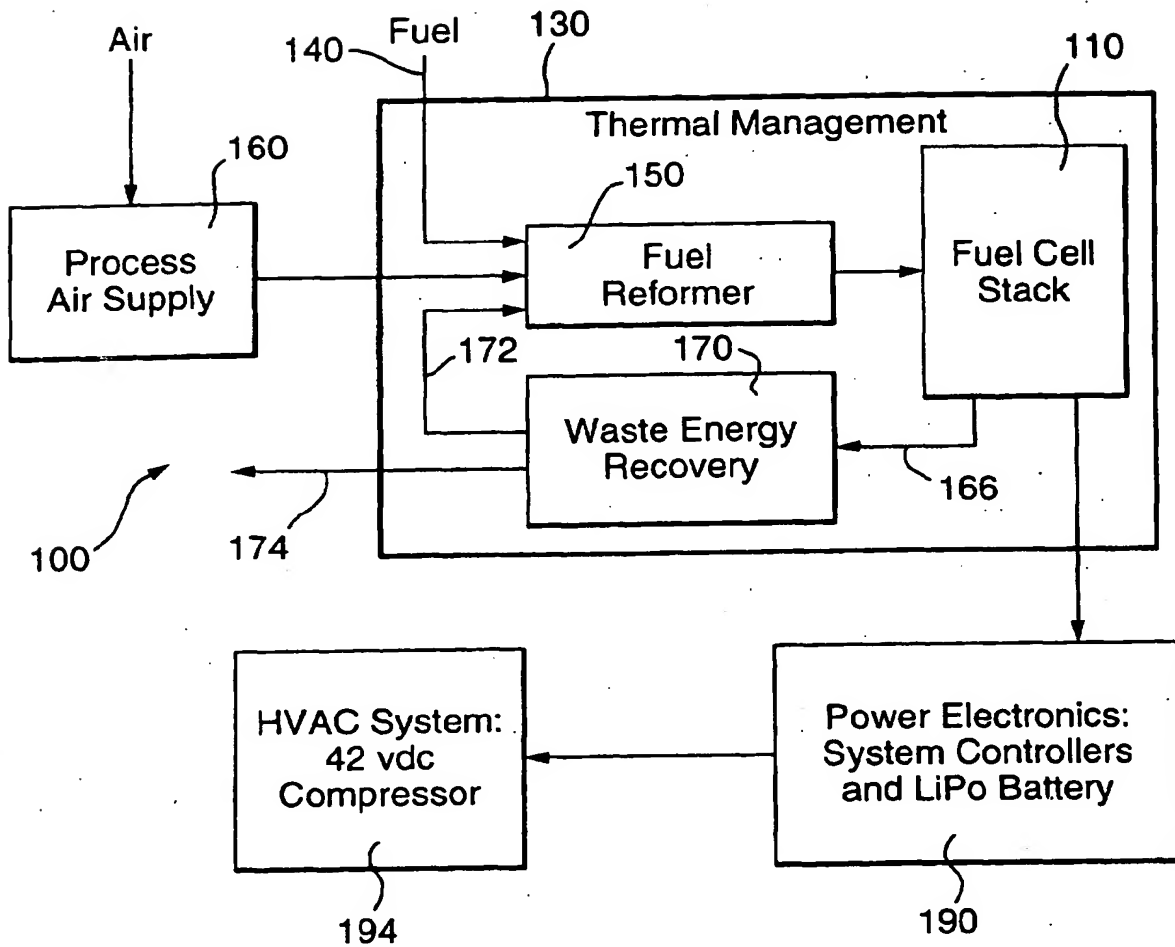 Air
140
Fuel
130
110
Thermal Management
160
150
Process
Air Supply
Fuel
Reformer
Fuel Cell
Stack
172
170
Waste Energy
Recovery
166
100
174
HVAC System:
42 vdc
Compressor
Power Electronics:
System Controllers
and LiPo Battery
194
190